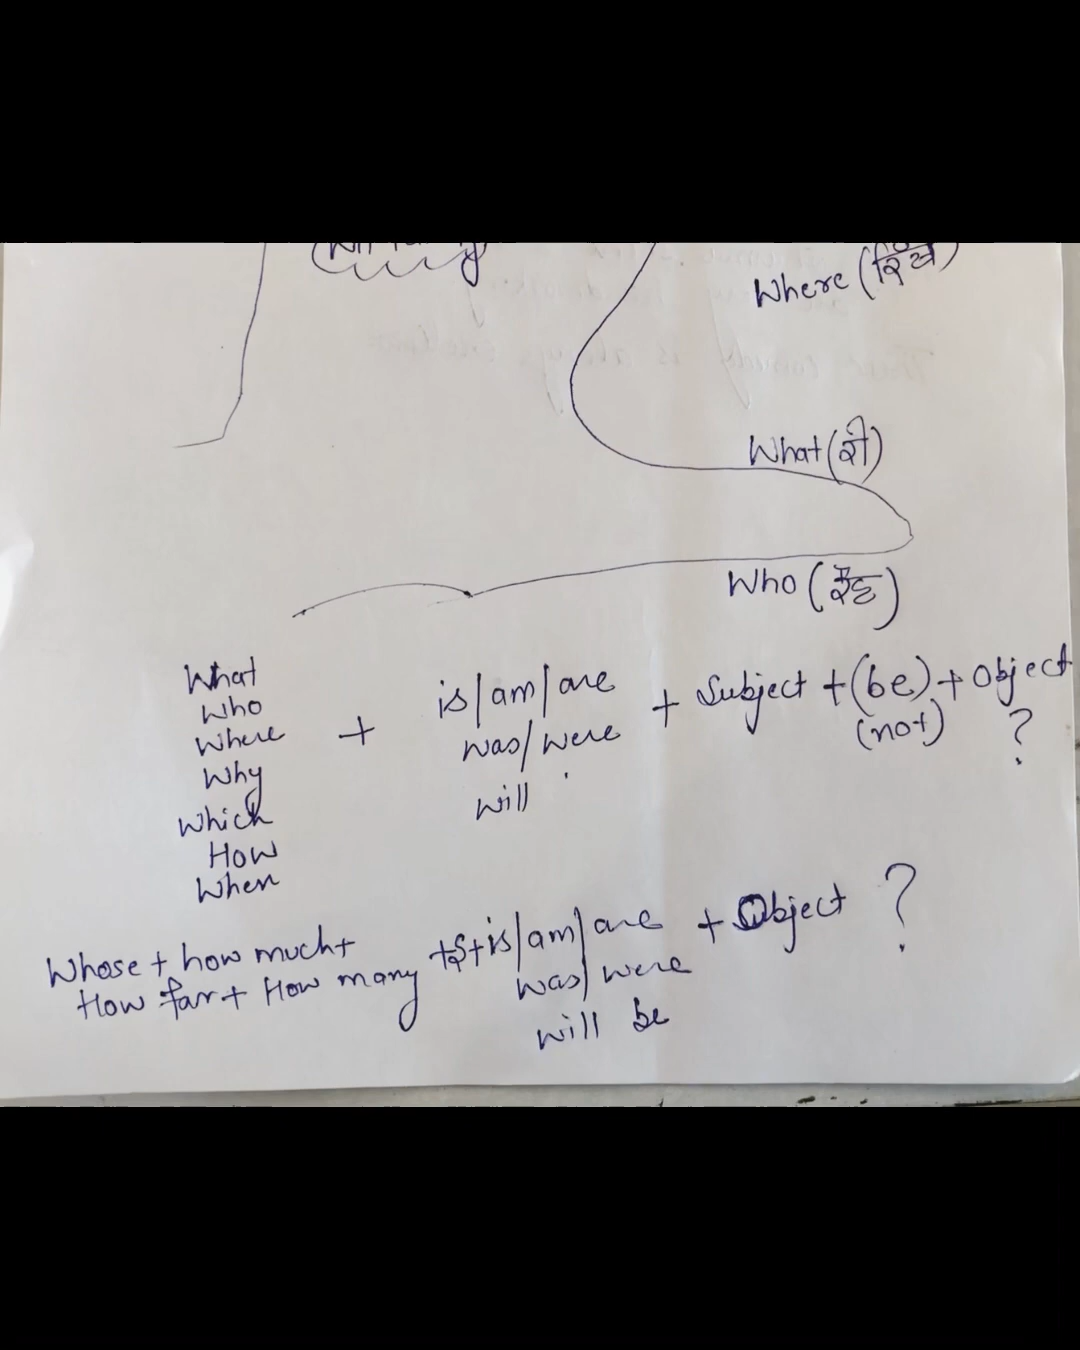 Where
What
Who
What
Who
Where
Why
Which
How
When
+
is/am/are
was/were
will
+ Subject + (be) + Object
(not) ?
Whose + how much +
How far + How many + S + is/am/are + Object ?
was/were
will be